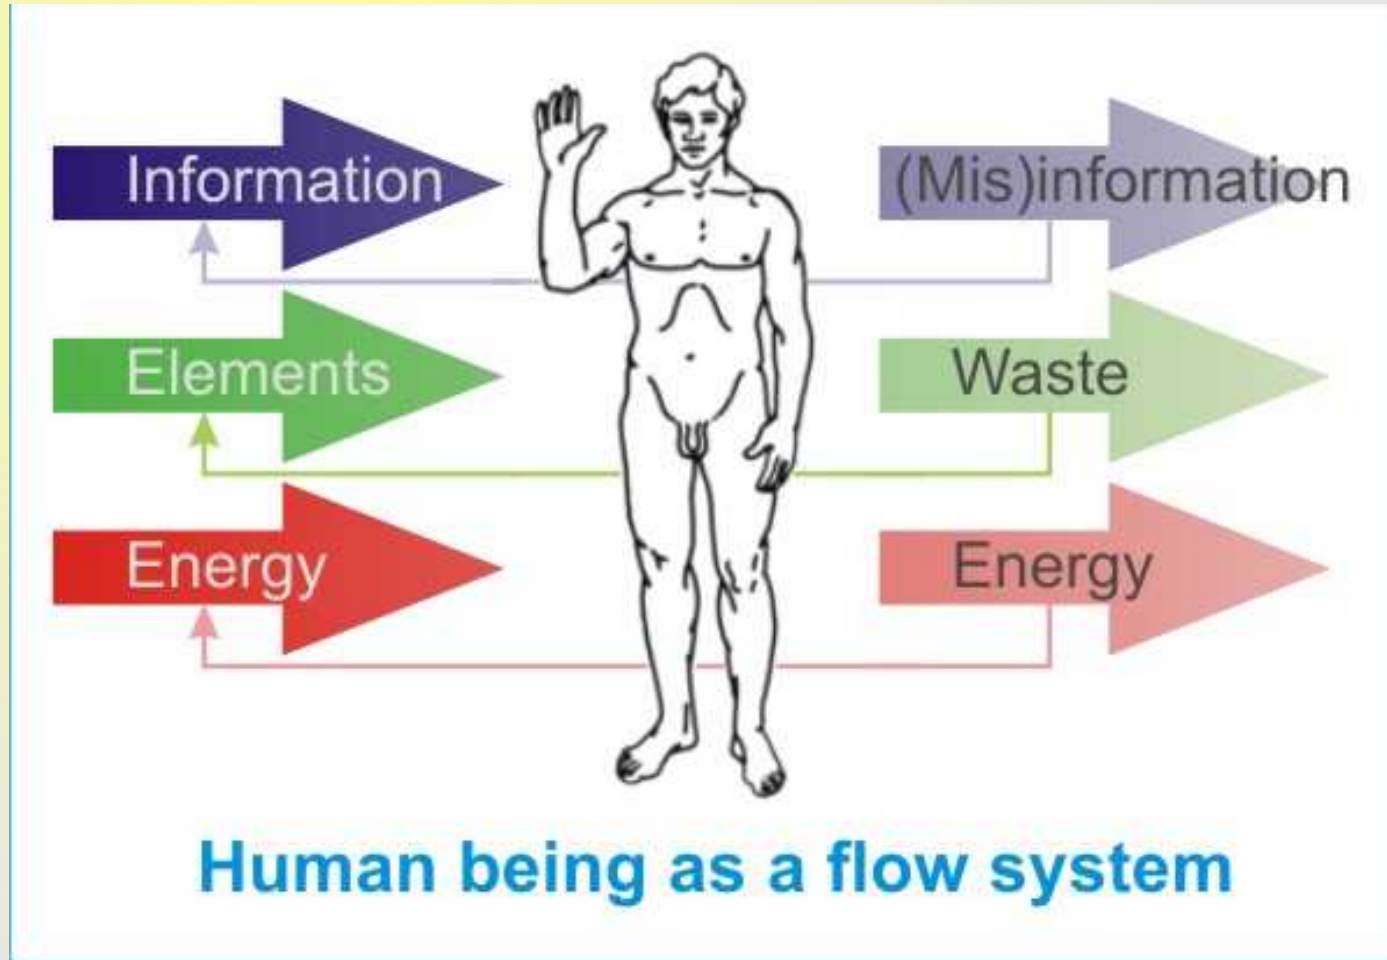 Information
(Mis)information
Elements
Waste
Energy
Energy
Human being as a flow system